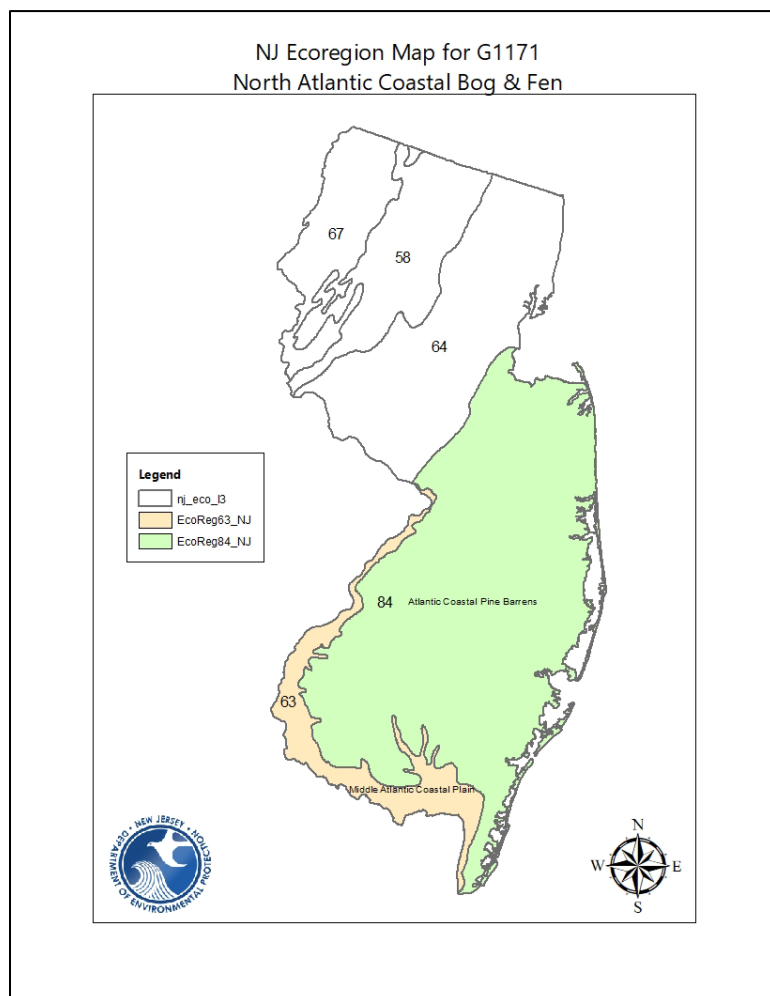 NJ Ecoregion Map for G1171
North Atlantic Coastal Bog & Fen
67
58
64
Legend
nj_eco_l3
EcoReg63_NJ
EcoReg84_NJ
84
Atlantic Coastal Pine Barrens
63
Middle Atlantic Coastal Plain
NEW JERSEY
DEPARTMENT OF ENVIRONMENTAL PROTECTION
N
W
E
S